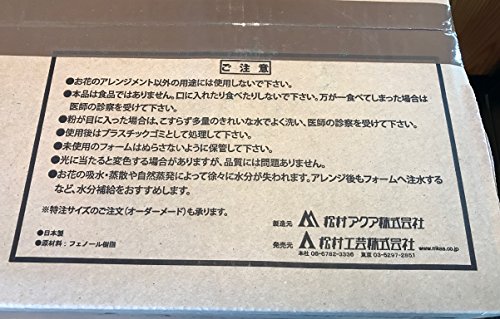 ご注意
●お花のアレンジメント以外の用途には使用しないで下さい。
●本品は食品ではありません。口に入れたり食べたりしないで下さい。万が一食べてしまった場合は
医師の診察を受けて下さい。
●粉が目に入った場合は、こすらず多量のきれいな水でよく洗い、医師の診察を受けて下さい。
●使用後はプラスチックゴミとして処理して下さい。
●未使用のフォームはぬらさないように保管して下さい。
●光に当たると変色する場合がありますが、品質には問題ありません。
●お花の吸水・蒸散や自然蒸発によって徐々に水分が失われます。アレンジ後もフォームへ注水する
など、水分補給をおすすめします。
※特注サイズのご注文（オーダーメード）も承ります。
製造元 松村アクア株式会社
●日本製
発売元 松村工芸株式会社 www.mkaa.co.jp
●原材料：フェノール樹脂
本社 06-6782-3336 東京 03-5297-2851